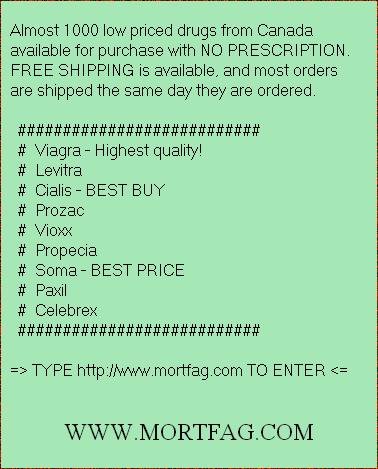 Almost 1000 low priced drugs from Canada
available for purchase with NO PRESCRIPTION.
FREE SHIPPING is available, and most orders
are shipped the same day they are ordered.
###########################
# Viagra - Highest quality!
# Levitra
# Cialis - BEST BUY
# Prozac
# Vioxx
# Propecia
# Soma - BEST PRICE
# Paxil
# Celebrex
###########################
=> TYPE http://www.mortfag.com TO ENTER <=
WWW.MORTFAG.COM